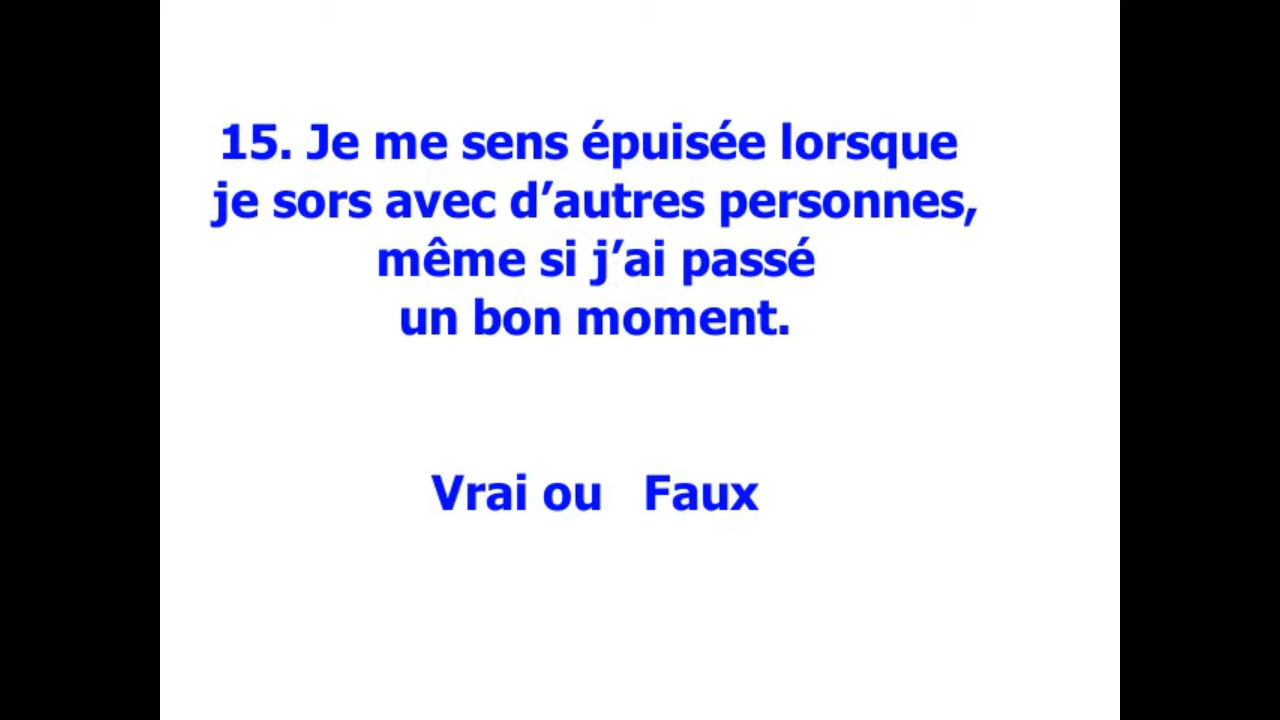 15. Je me sens épuisée lorsque
je sors avec d’autres personnes,
même si j’ai passé
un bon moment.
Vrai ou   Faux